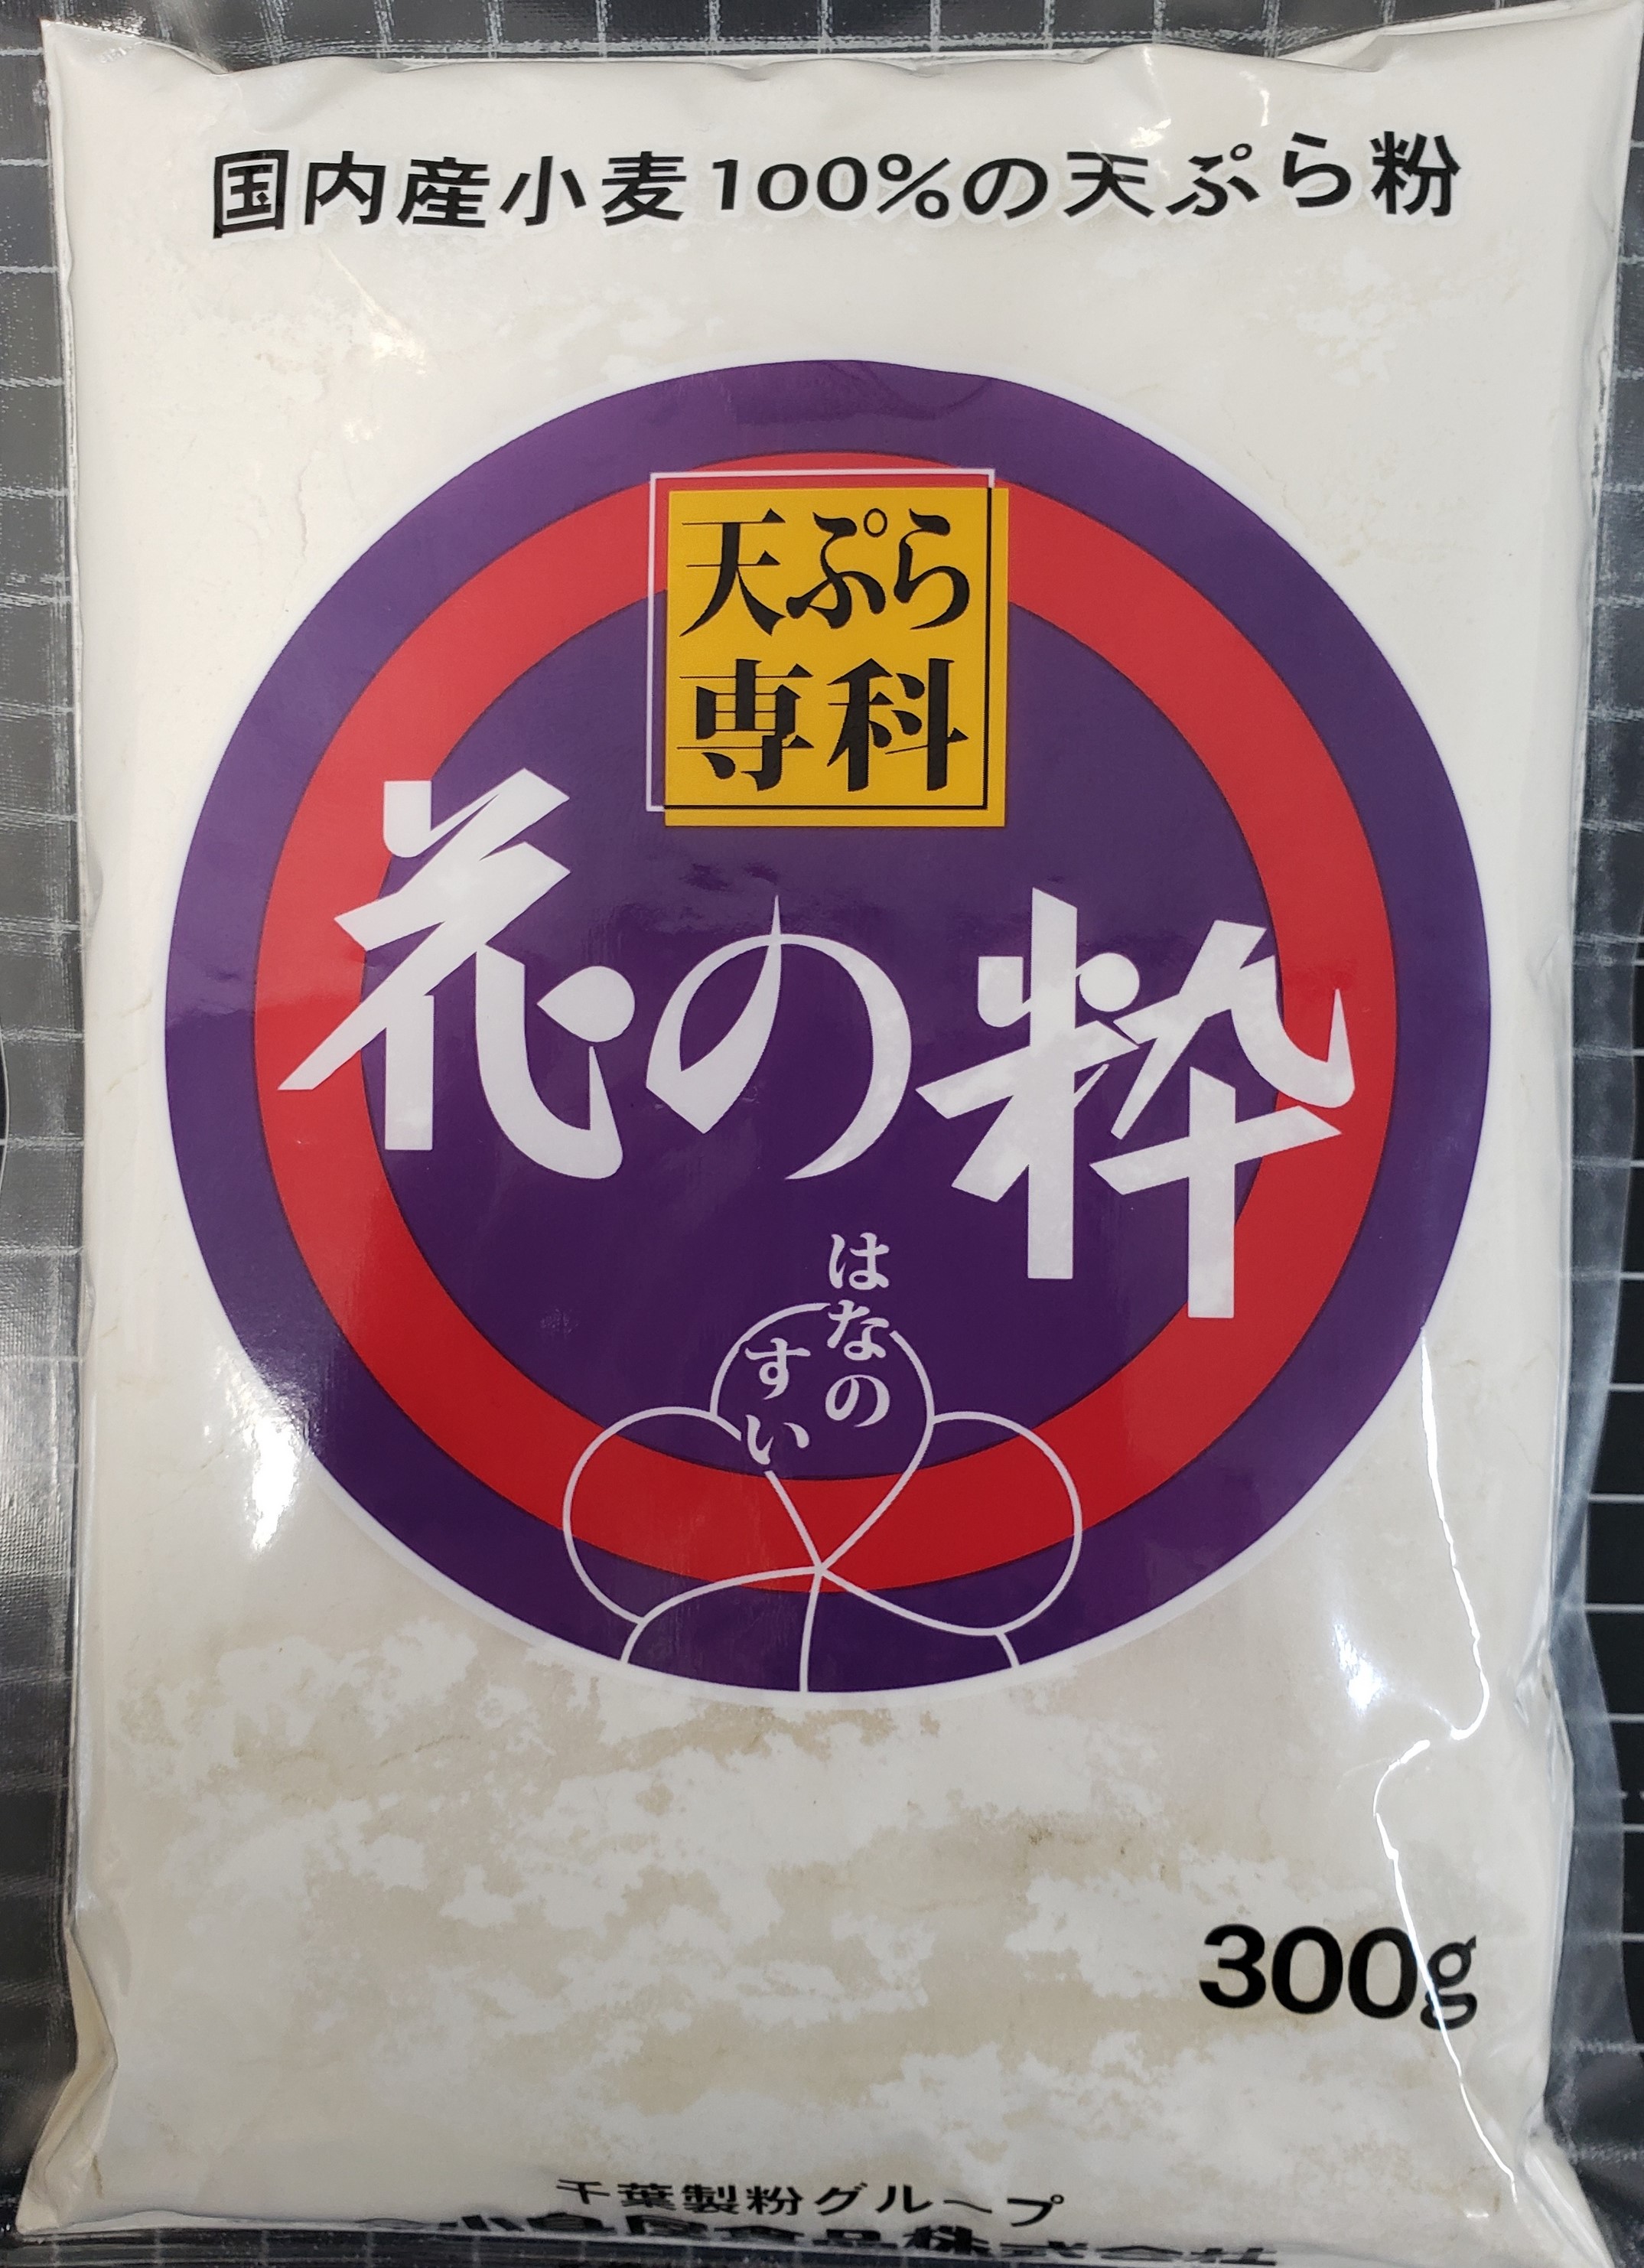 国内産小麦100%の天ぷら粉
天ぷら
専科
花の粋
はなの
すい
300g
千葉製粉グループ